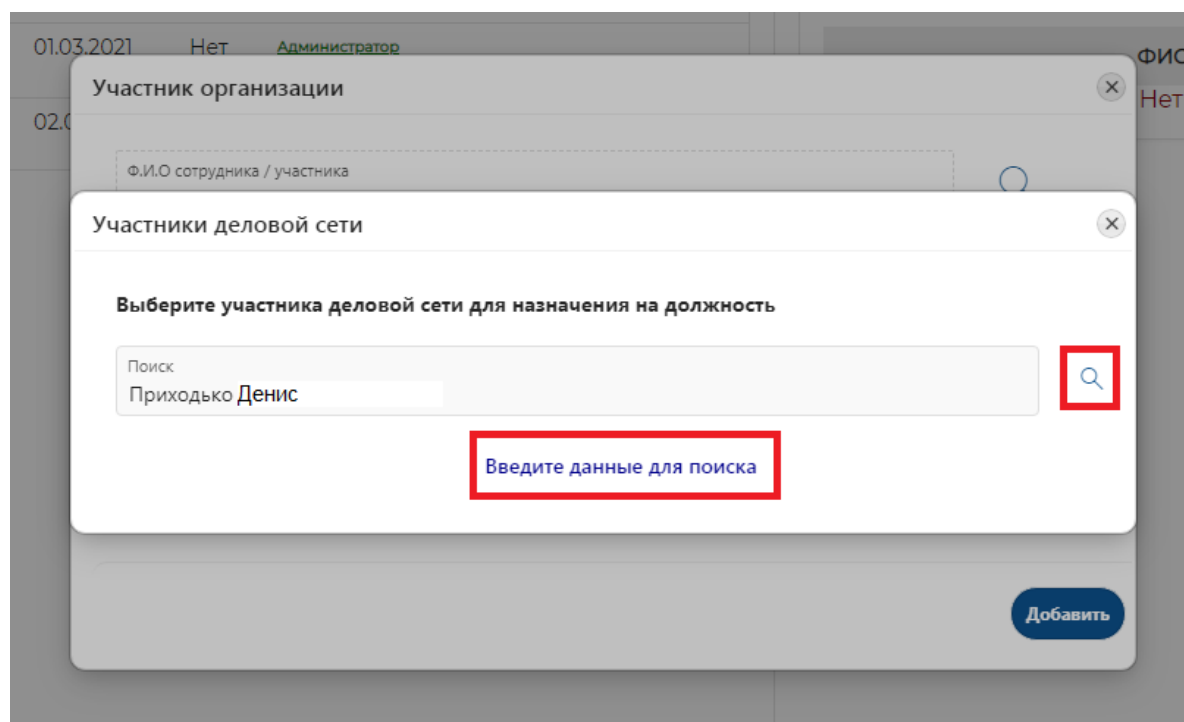 01.03.2021 Нет Администратор
ФИО
Участник организации
Нет
02.0
Ф.И.О сотрудника / участника
Участники деловой сети
Выберите участника деловой сети для назначения на должность
Поиск
Приходько Денис
Введите данные для поиска
Добавить